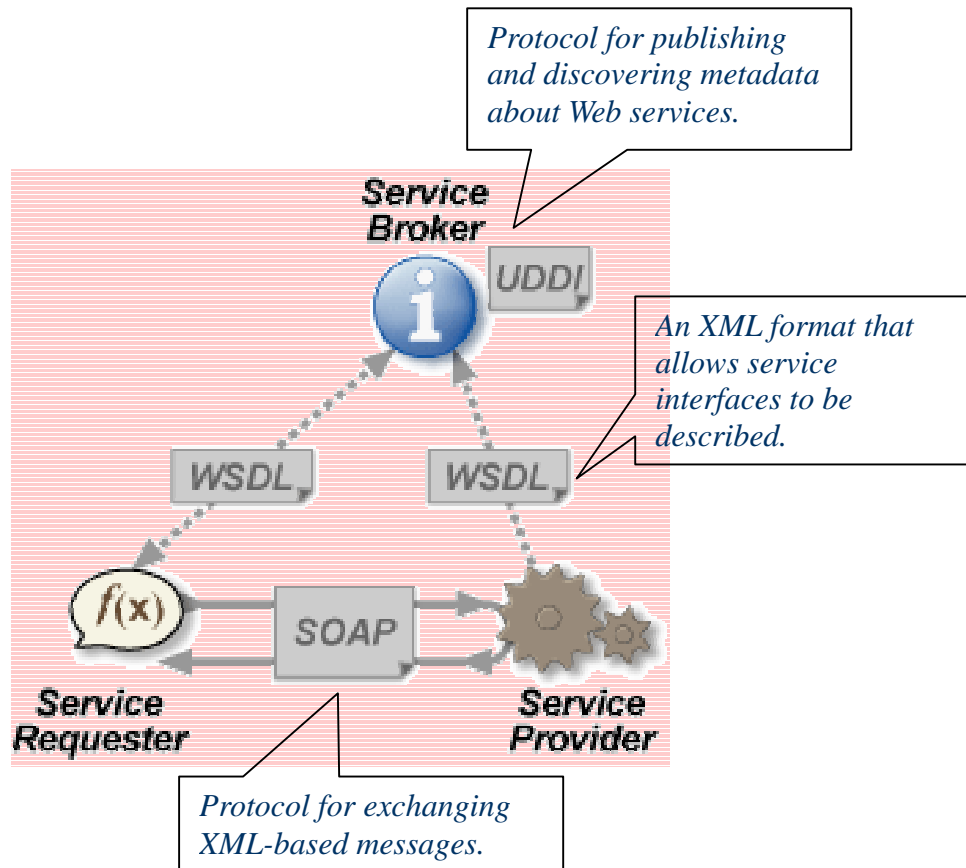 Protocol for publishing
and discovering metadata
about Web services.
Service
Broker
UDDI
i
An XML format that
allows service
interfaces to be
described.
WSDL
WSDL
f(x)
SOAP
Service
Requester
Service
Provider
Protocol for exchanging
XML-based messages.